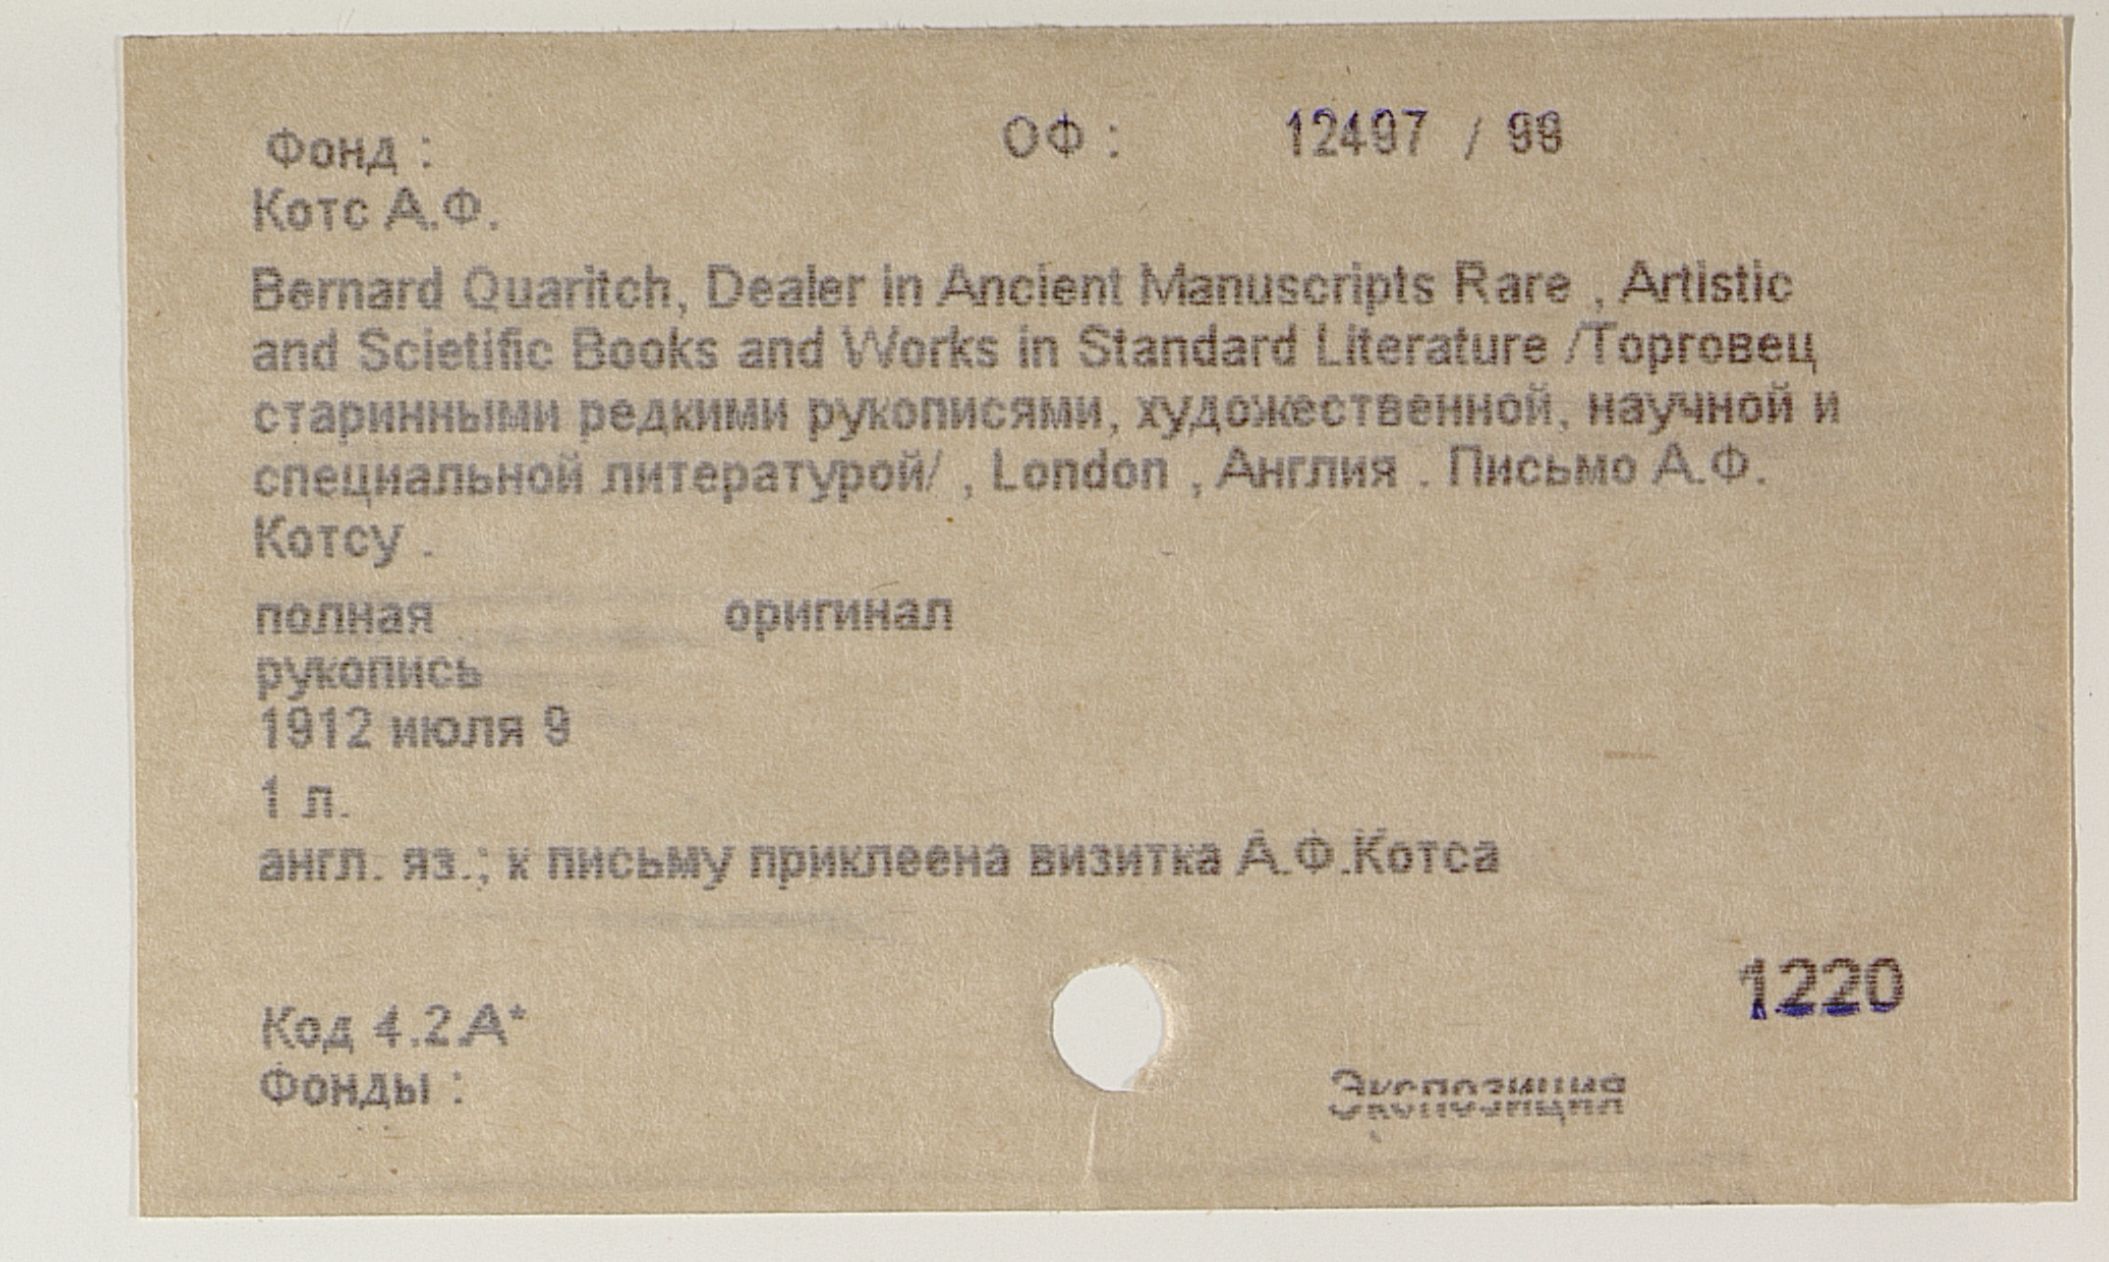 Фонд : ОФ : 12497 / 99
Котс А.Ф.
Bernard Quaritch, Dealer in Ancient Manuscripts Rare , Artistic
and Scietific Books and Works in Standard Literature /Торговец
старинными редкими рукописями, художественной, научной и
специальной литературой/ , London , Англия . Письмо А.Ф.
Котсу .
полная оригинал
рукопись
1912 июля 9
1 л.
англ. яз.; к письму приклеена визитка А.Ф.Котса
1220
Код 4.2.А*
Фонды : Экспозиция